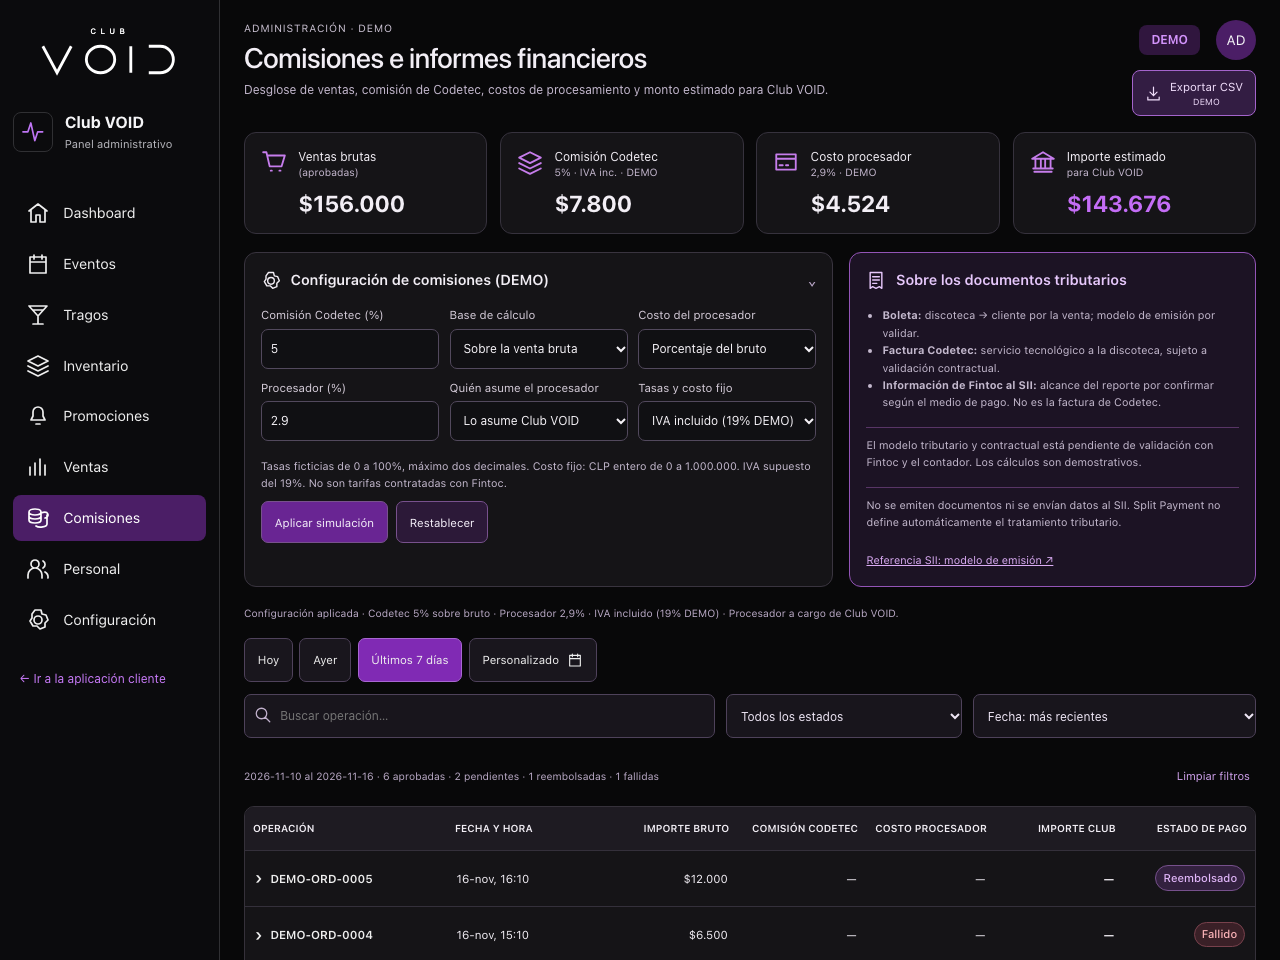 CLUB
VOID
Club VOID
Panel administrativo
Dashboard
Eventos
Tragos
Inventario
Promociones
Ventas
Comisiones
Personal
Configuración
← Ir a la aplicación cliente
ADMINISTRACIÓN · DEMO
Comisiones e informes financieros
Desglose de ventas, comisión de Codetec, costos de procesamiento y monto estimado para Club VOID.
DEMO
AD
Exportar CSV
DEMO
Ventas brutas
(aprobadas)
$156.000
Comisión Codetec
5% · IVA inc. · DEMO
$7.800
Costo procesador
2,9% · DEMO
$4.524
Importe estimado
para Club VOID
$143.676
Configuración de comisiones (DEMO)
Comisión Codetec (%)
Base de cálculo
Costo del procesador
5
Sobre la venta bruta
Porcentaje del bruto
Procesador (%)
Quién asume el procesador
Tasas y costo fijo
2.9
Lo asume Club VOID
IVA incluido (19% DEMO)
Tasas ficticias de 0 a 100%, máximo dos decimales. Costo fijo: CLP entero de 0 a 1.000.000. IVA supuesto
del 19%. No son tarifas contratadas con Fintoc.
Aplicar simulación
Restablecer
Sobre los documentos tributarios
• Boleta: discoteca → cliente por la venta; modelo de emisión por
validar.
• Factura Codetec: servicio tecnológico a la discoteca, sujeto a
validación contractual.
• Información de Fintoc al SII: alcance del reporte por confirmar
según el medio de pago. No es la factura de Codetec.
El modelo tributario y contractual está pendiente de validación con
Fintoc y el contador. Los cálculos son demostrativos.
No se emiten documentos ni se envían datos al SII. Split Payment no
define automáticamente el tratamiento tributario.
Referencia SII: modelo de emisión ↗
Configuración aplicada · Codetec 5% sobre bruto · Procesador 2,9% · IVA incluido (19% DEMO) · Procesador a cargo de Club VOID.
Hoy
Ayer
Últimos 7 días
Personalizado
Buscar operación...
Todos los estados
Fecha: más recientes
2026-11-10 al 2026-11-16 · 6 aprobadas · 2 pendientes · 1 reembolsadas · 1 fallidas
Limpiar filtros
OPERACIÓN FECHA Y HORA IMPORTE BRUTO COMISIÓN CODETEC COSTO PROCESADOR IMPORTE CLUB ESTADO DE PAGO
DEMO-ORD-0005 16-nov, 16:10 $12.000 — — — Reembolsado
DEMO-ORD-0004 16-nov, 15:10 $6.500 — — — Fallido